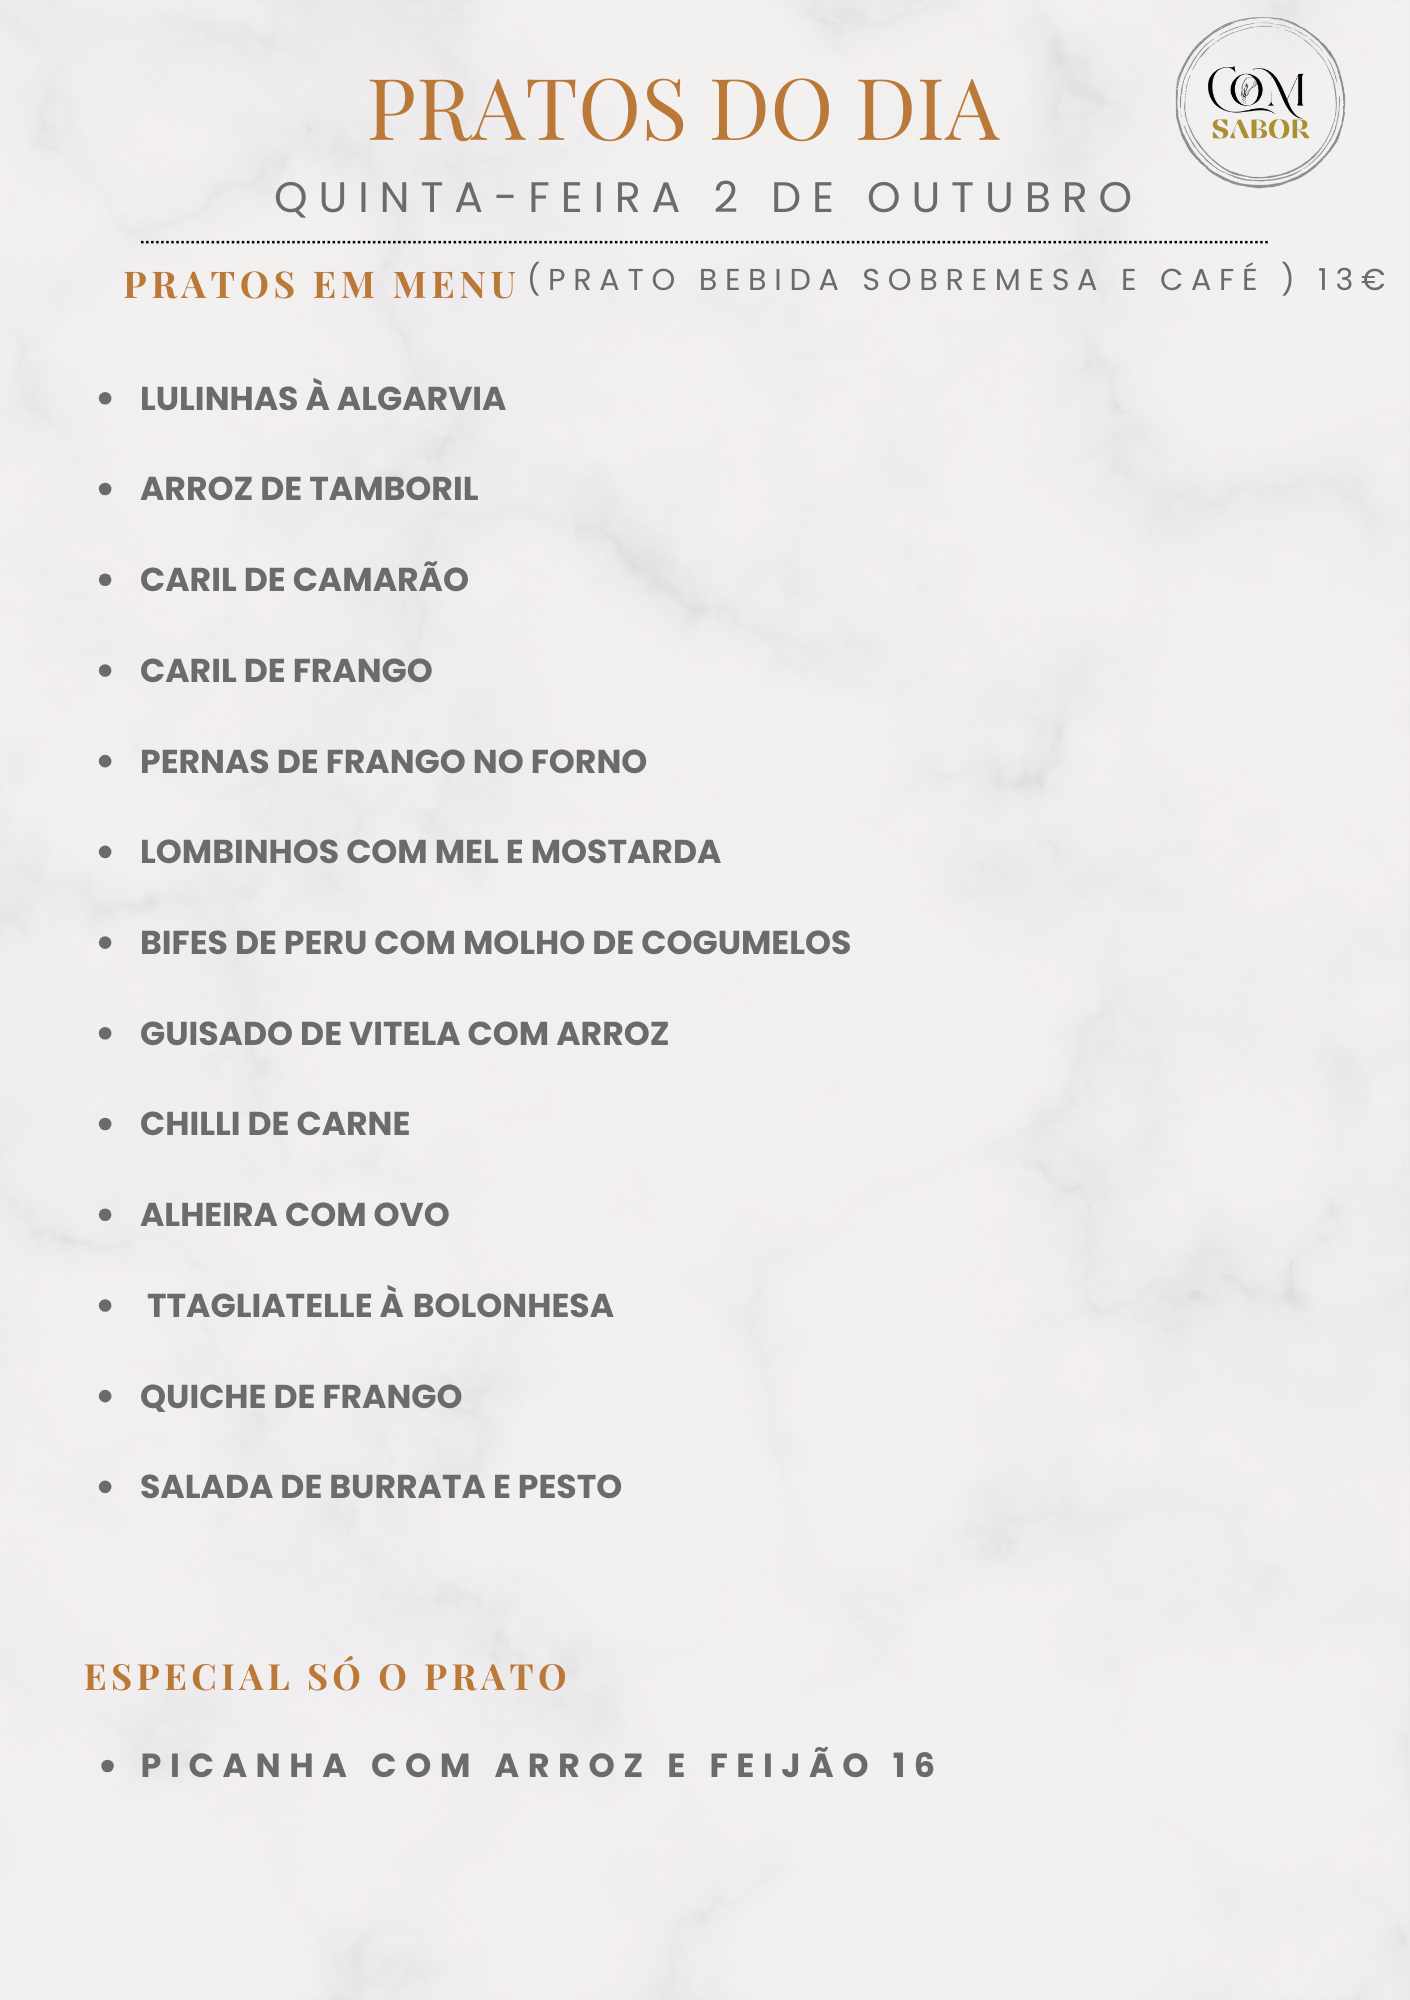 COM
SABOR
PRATOS DO DIA
QUINTA-FEIRA 2 DE OUTUBRO
PRATOS EM MENU (PRATO BEBIDA SOBREMESA E CAFÉ ) 13€
• LULINHAS À ALGARVIA
• ARROZ DE TAMBORIL
• CARIL DE CAMARÃO
• CARIL DE FRANGO
• PERNAS DE FRANGO NO FORNO
• LOMBINHOS COM MEL E MOSTARDA
• BIFES DE PERU COM MOLHO DE COGUMELOS
• GUISADO DE VITELA COM ARROZ
• CHILLI DE CARNE
• ALHEIRA COM OVO
• TTAGLIATELLE À BOLONHESA
• QUICHE DE FRANGO
• SALADA DE BURRATA E PESTO
ESPECIAL SÓ O PRATO
• PICANHA COM ARROZ E FEIJÃO 16